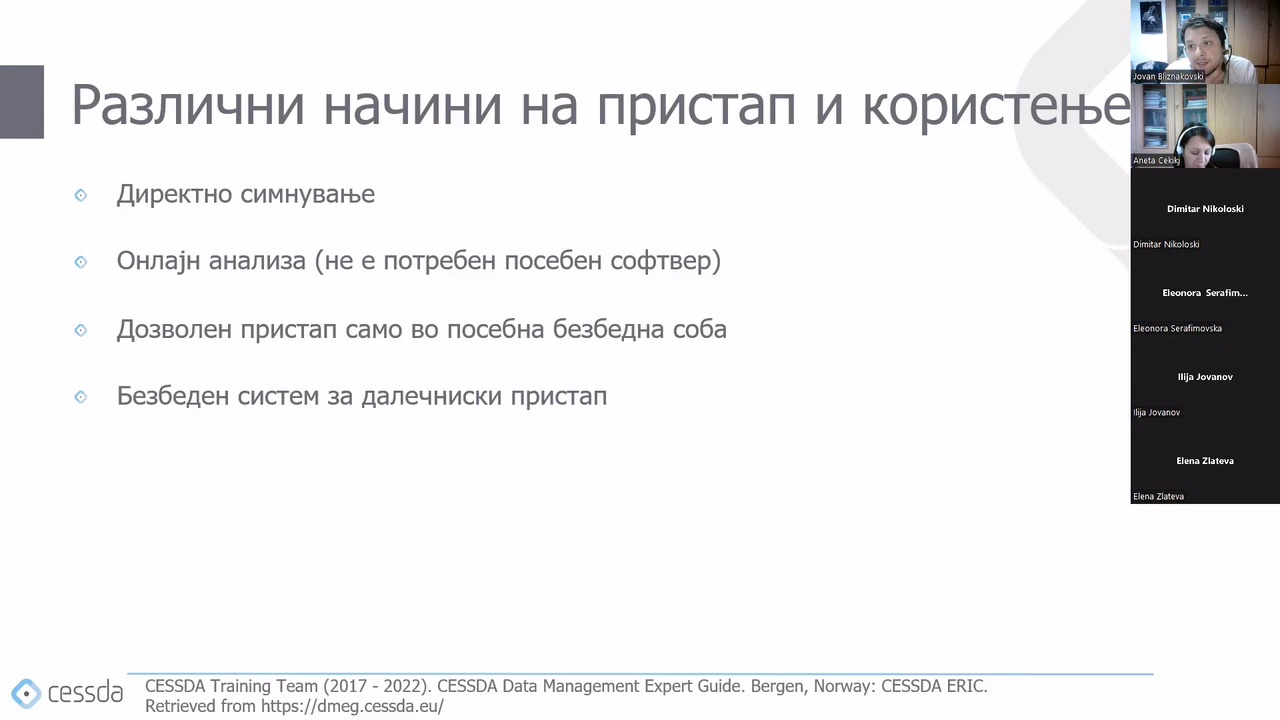 Различни начини на пристап и користење
Директно симнување
Онлајн анализа (не е потребен посебен софтвер)
Дозволен пристап само во посебна безбедна соба
Безбеден систем за далечниски пристап
Jovan Bliznakovski
Aneta Cekikj
Dimitar Nikoloski
Dimitar Nikoloski
Eleonora Serafim...
Eleonora Serafimovska
Ilija Jovanov
Ilija Jovanov
Elena Zlateva
Elena Zlateva
cessda
CESSDA Training Team (2017 - 2022). CESSDA Data Management Expert Guide. Bergen, Norway: CESSDA ERIC.
Retrieved from https://dmeg.cessda.eu/